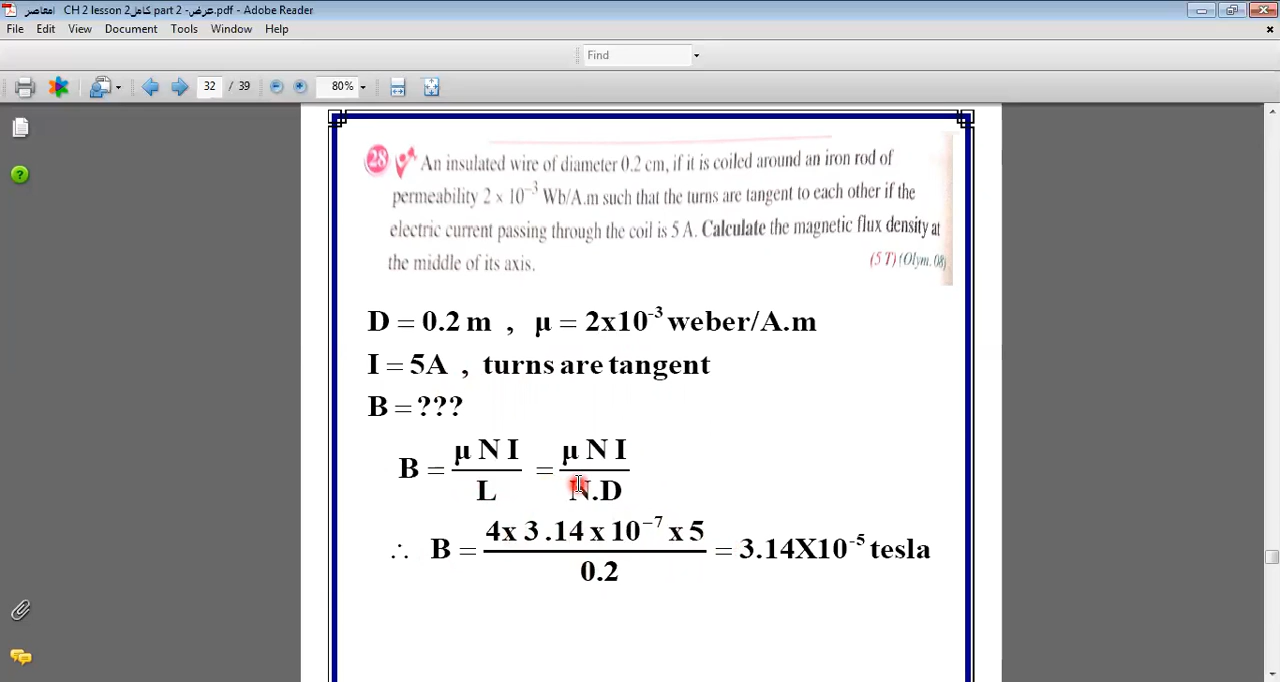 امعاصر CH 2 lesson 2كامل part 2 -عرض.pdf - Adobe Reader
File Edit View Document Tools Window Help
Find
32 / 39 80%
28 An insulated wire of diameter 0.2 cm, if it is coiled around an iron rod of
permeability 2 × 10⁻³ Wb/A.m such that the turns are tangent to each other if the
electric current passing through the coil is 5 A. Calculate the magnetic flux density at
the middle of its axis. (5 T) (Olym. 08)
D = 0.2 m , μ = 2x10⁻³ weber/A.m
I = 5A , turns are tangent
B = ???
B = μ N I / L = μ N I / N.D
∴ B = 4x 3 .14 x 10⁻⁷ x 5 / 0.2 = 3.14X10⁻⁵ tesla